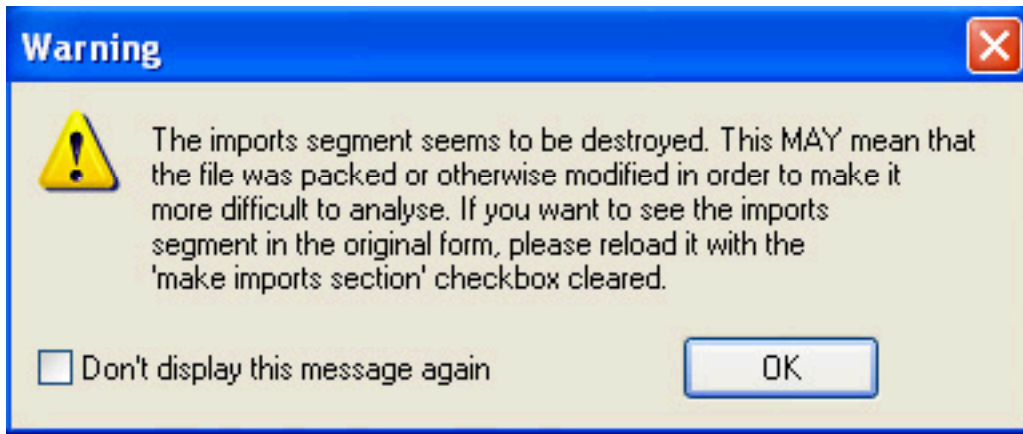 Warning
The imports segment seems to be destroyed. This MAY mean that
the file was packed or otherwise modified in order to make it
more difficult to analyse. If you want to see the imports
segment in the original form, please reload it with the
'make imports section' checkbox cleared.
Don't display this message again
OK